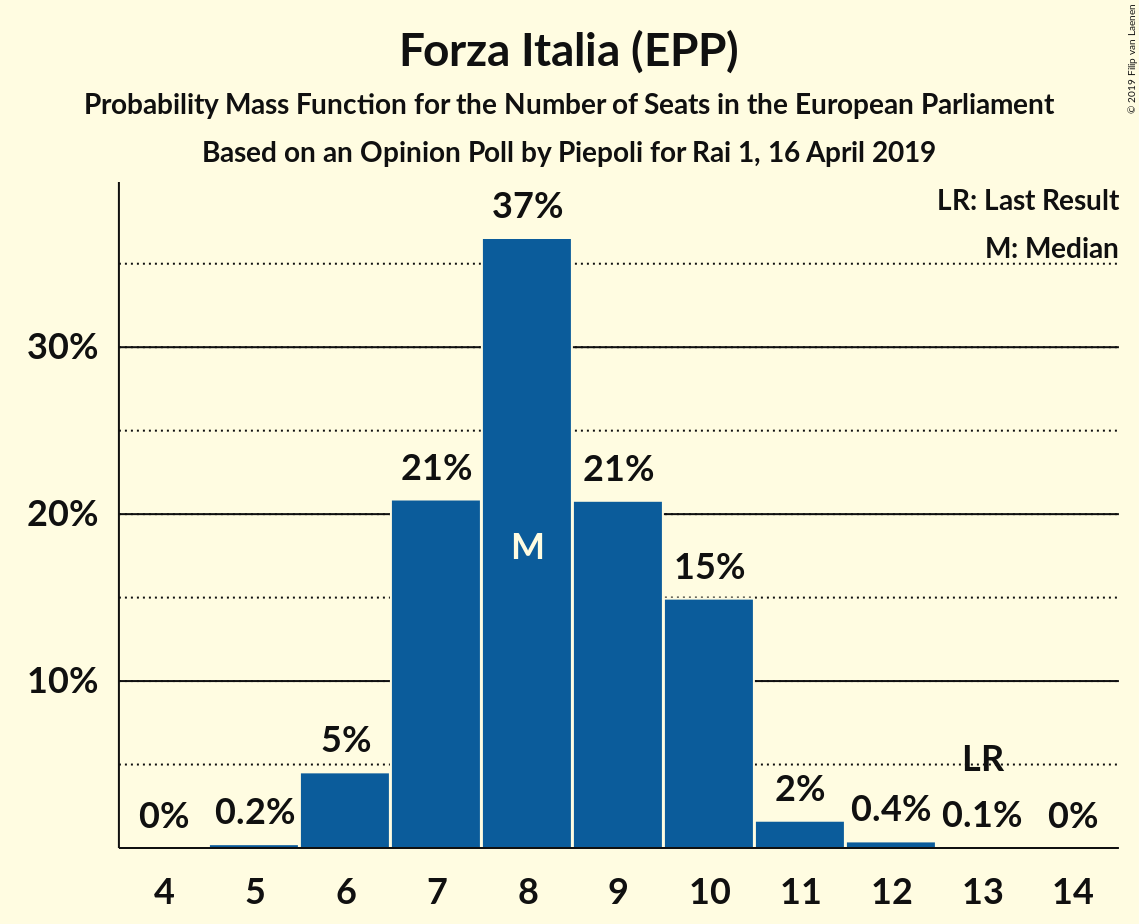 Forza Italia (EPP)
Probability Mass Function for the Number of Seats in the European Parliament
Based on an Opinion Poll by Piepoli for Rai 1, 16 April 2019
© 2019 Filip van Laenen
LR: Last Result
M: Median
30%
20%
10%
0%
0.2%
5%
21%
37%
M
21%
15%
2%
0.4%
LR
0.1%
0%
4 5 6 7 8 9 10 11 12 13 14